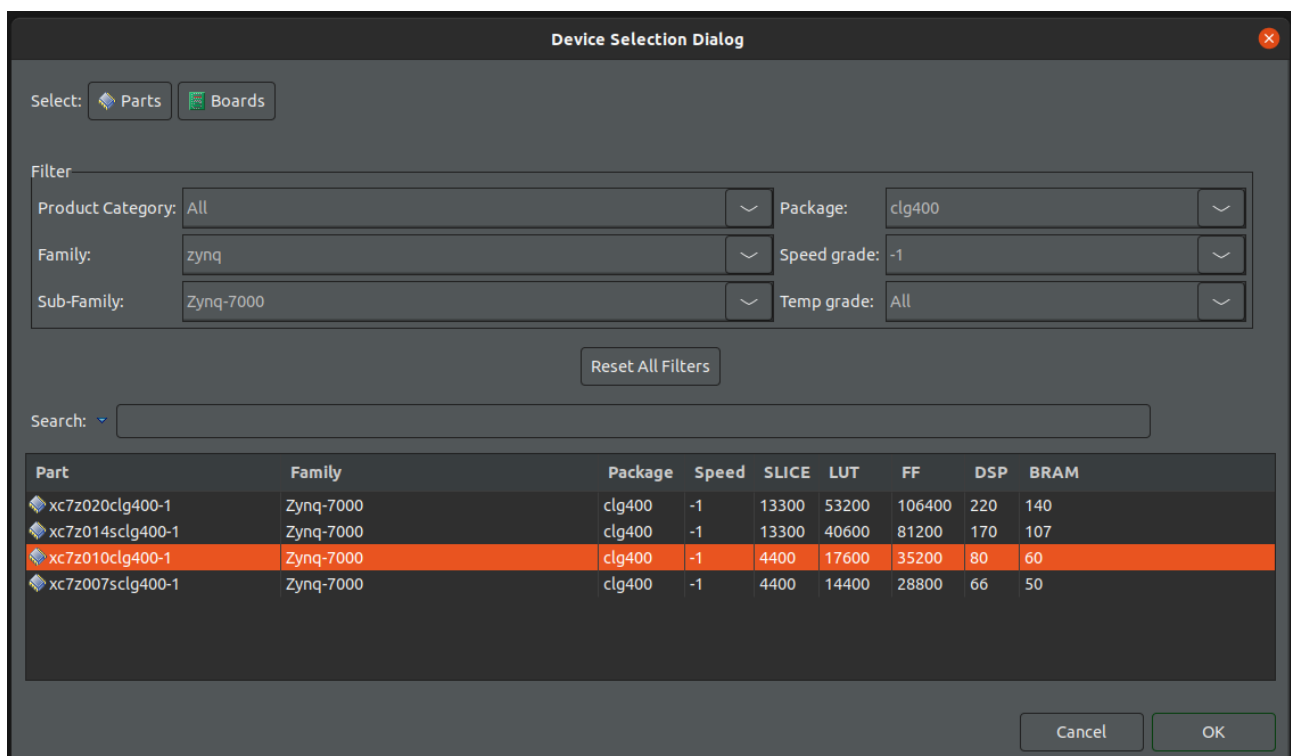 Device Selection Dialog
Select: Parts Boards
Filter
Product Category: All Package: clg400
Family: zynq Speed grade: -1
Sub-Family: Zynq-7000 Temp grade: All
Reset All Filters
Search:
Part Family Package Speed SLICE LUT FF DSP BRAM
xc7z020clg400-1 Zynq-7000 clg400 -1 13300 53200 106400 220 140
xc7z014sclg400-1 Zynq-7000 clg400 -1 13300 40600 81200 170 107
xc7z010clg400-1 Zynq-7000 clg400 -1 4400 17600 35200 80 60
xc7z007sclg400-1 Zynq-7000 clg400 -1 4400 14400 28800 66 50
Cancel OK